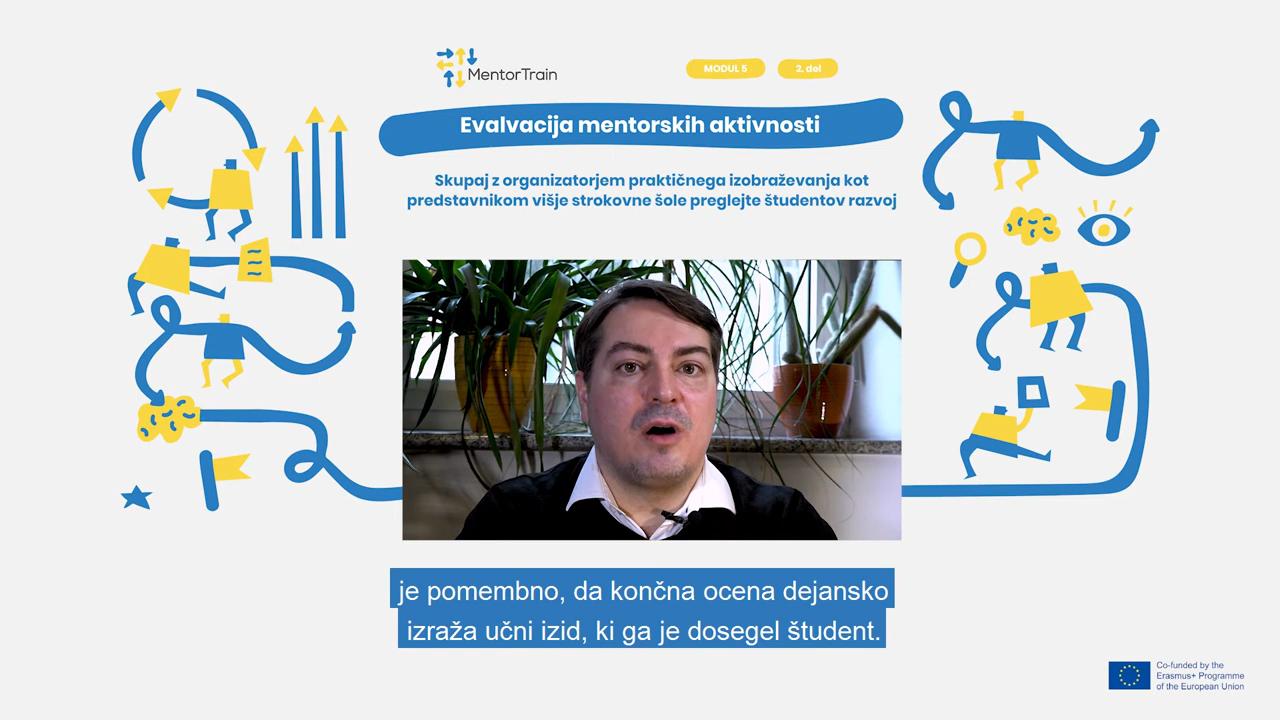 MentorTrain
MODUL 5
2. del
Evalvacija mentorskih aktivnosti
Skupaj z organizatorjem praktičnega izobraževanja kot
predstavnikom višje strokovne šole preglejte študentov razvoj
je pomembno, da končna ocena dejansko
izraža učni izid, ki ga je dosegel študent.
Co-funded by the
Erasmus+ Programme
of the European Union